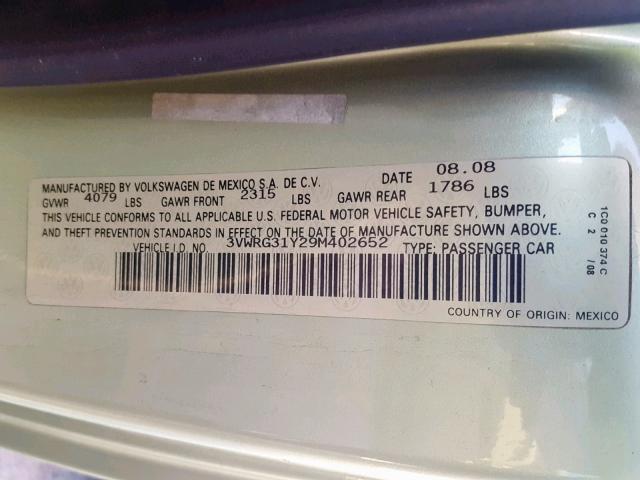 MANUFACTURED BY VOLKSWAGEN DE MEXICO S.A. DE C.V. DATE 08.08
GVWR 4079 LBS GAWR FRONT 2315 LBS GAWR REAR 1786 LBS
THIS VEHICLE CONFORMS TO ALL APPLICABLE U.S. FEDERAL MOTOR VEHICLE SAFETY, BUMPER,
AND THEFT PREVENTION STANDARDS IN EFFECT ON THE DATE OF MANUFACTURE SHOWN ABOVE.
VEHICLE I.D. NO. 3VWRG31Y29M402652 TYPE: PASSENGER CAR
COUNTRY OF ORIGIN: MEXICO
1C0 010 374 C
C 2 /08